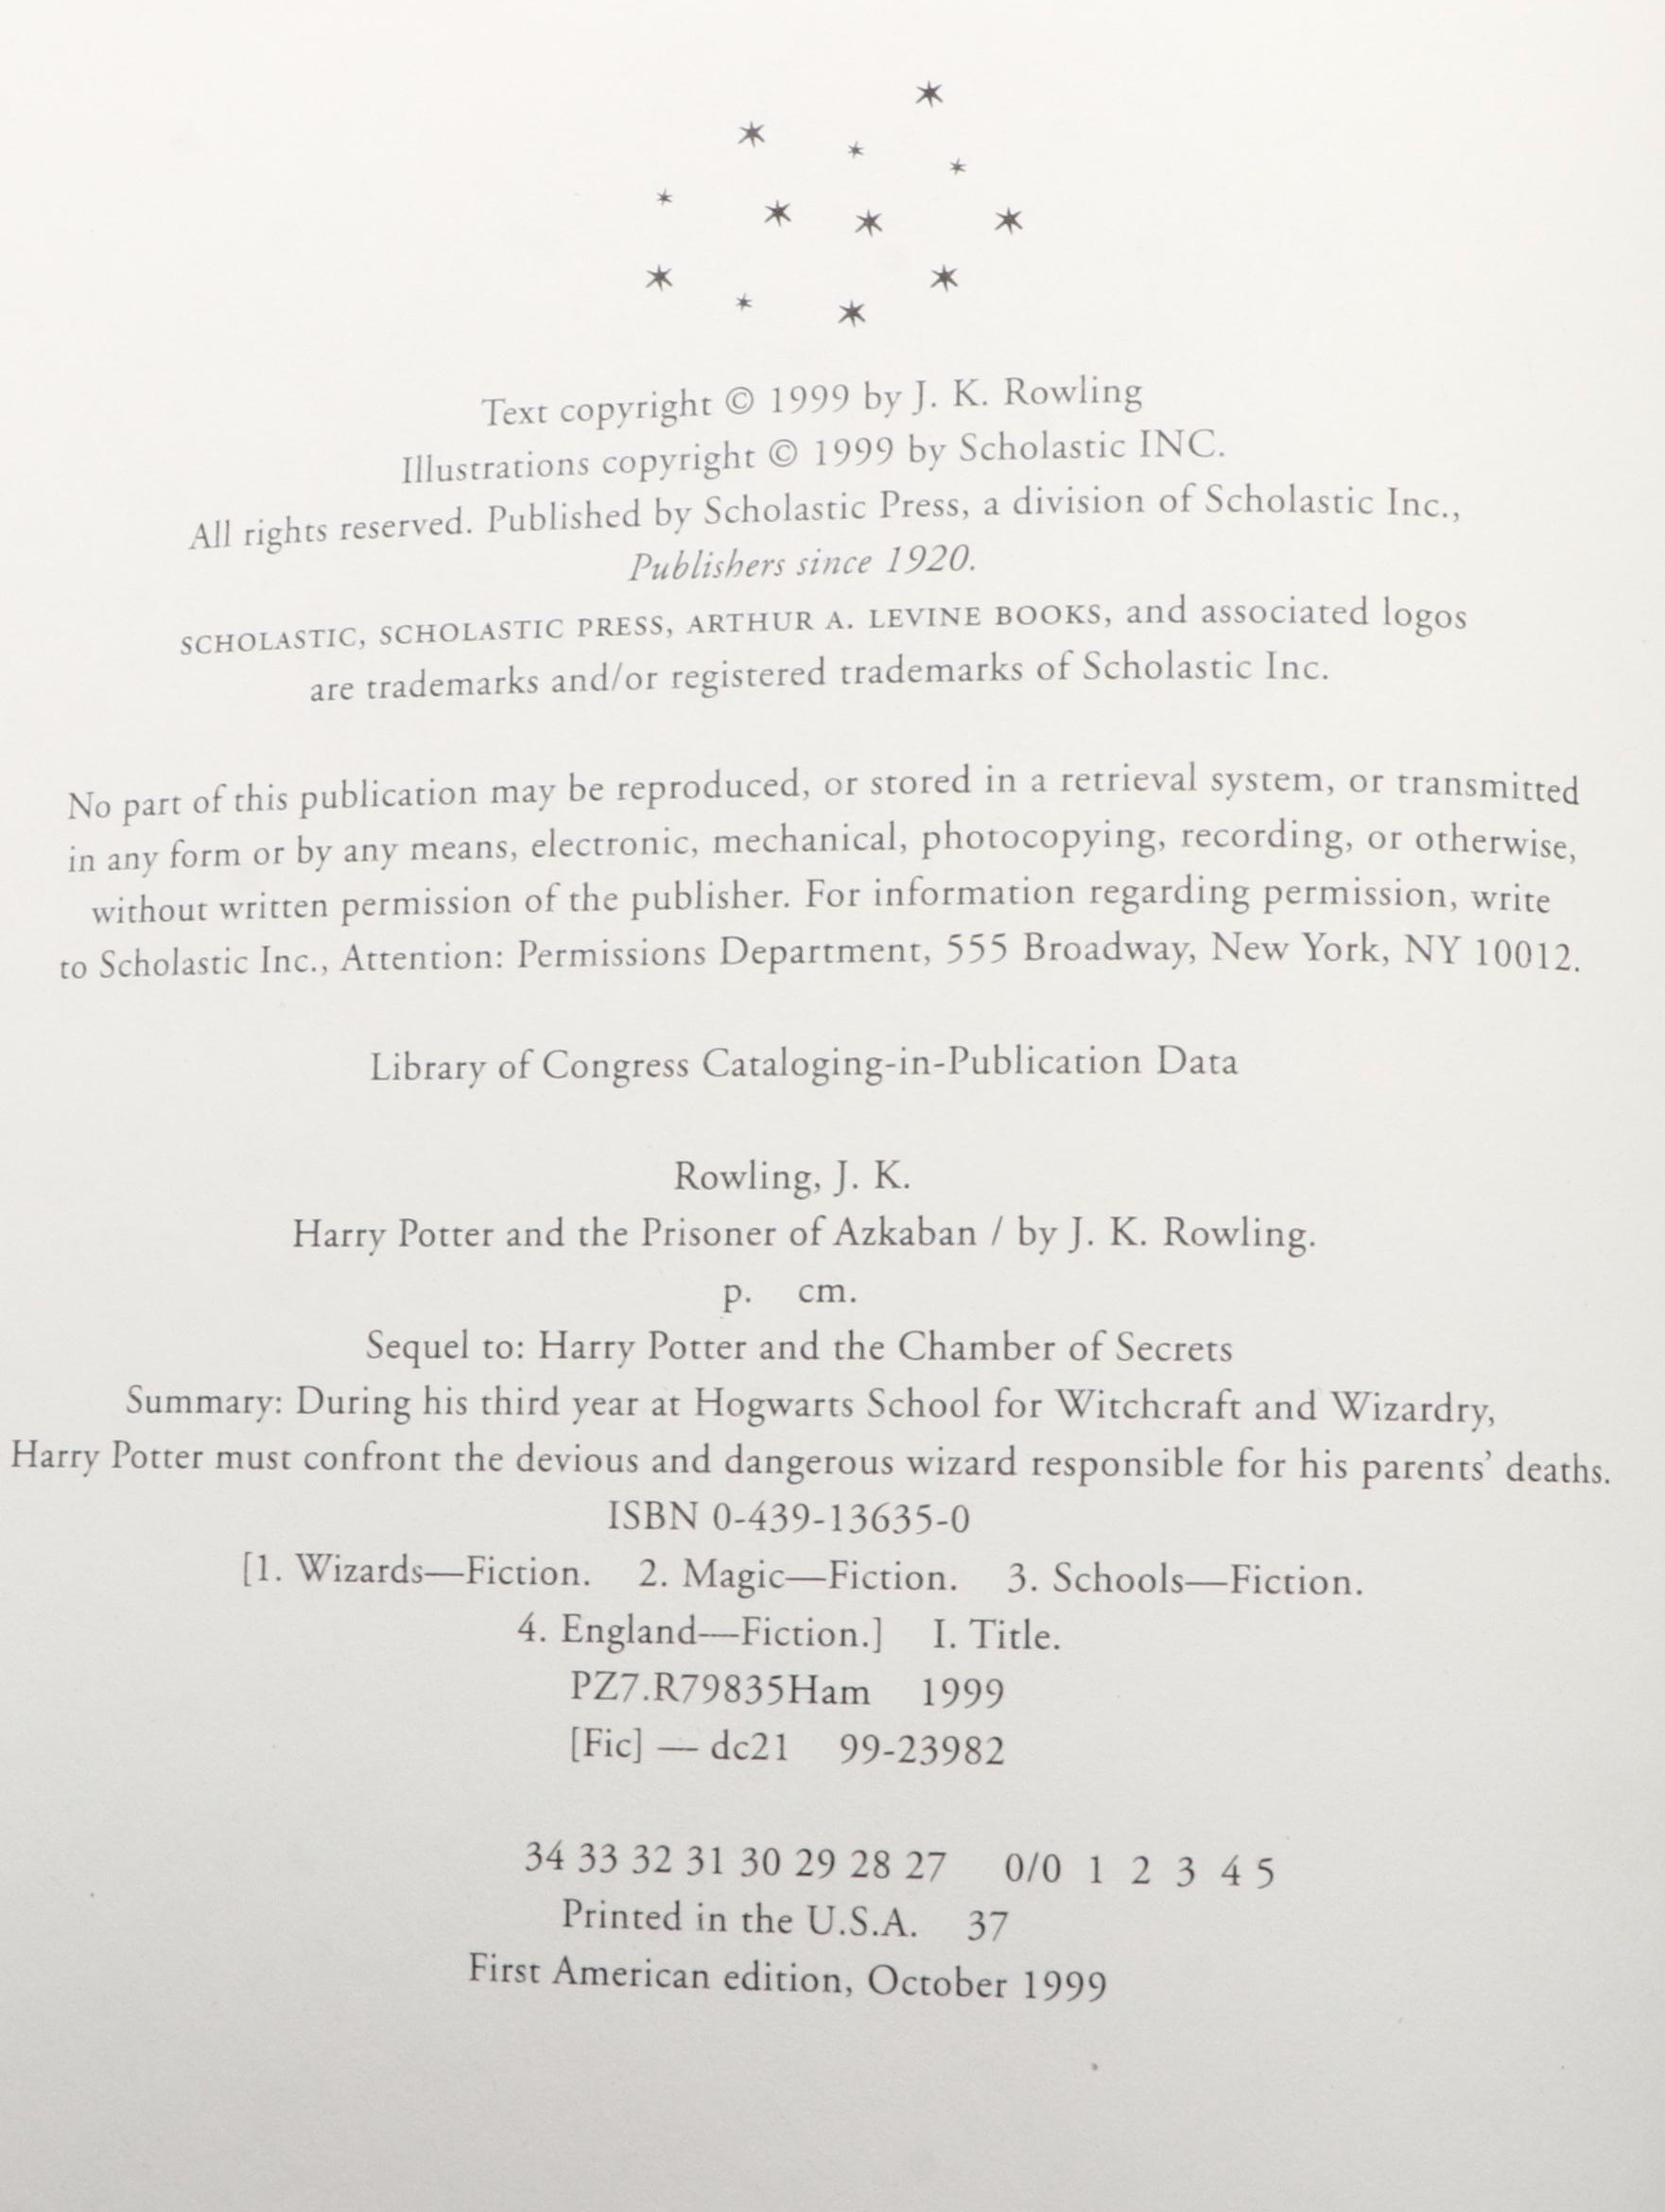 Text copyright © 1999 by J. K. Rowling
Illustrations copyright © 1999 by Scholastic INC.
All rights reserved. Published by Scholastic Press, a division of Scholastic Inc.,
Publishers since 1920.
SCHOLASTIC, SCHOLASTIC PRESS, ARTHUR A. LEVINE BOOKS, and associated logos
are trademarks and/or registered trademarks of Scholastic Inc.
No part of this publication may be reproduced, or stored in a retrieval system, or transmitted
in any form or by any means, electronic, mechanical, photocopying, recording, or otherwise,
without written permission of the publisher. For information regarding permission, write
to Scholastic Inc., Attention: Permissions Department, 555 Broadway, New York, NY 10012.
Library of Congress Cataloging-in-Publication Data
Rowling, J. K.
Harry Potter and the Prisoner of Azkaban / by J. K. Rowling.
p. cm.
Sequel to: Harry Potter and the Chamber of Secrets
Summary: During his third year at Hogwarts School for Witchcraft and Wizardry,
Harry Potter must confront the devious and dangerous wizard responsible for his parents’ deaths.
ISBN 0-439-13635-0
[1. Wizards—Fiction. 2. Magic—Fiction. 3. Schools—Fiction.
4. England—Fiction.] I. Title.
PZ7.R79835Ham 1999
[Fic] — dc21 99-23982
34 33 32 31 30 29 28 27 0/0 1 2 3 4 5
Printed in the U.S.A. 37
First American edition, October 1999